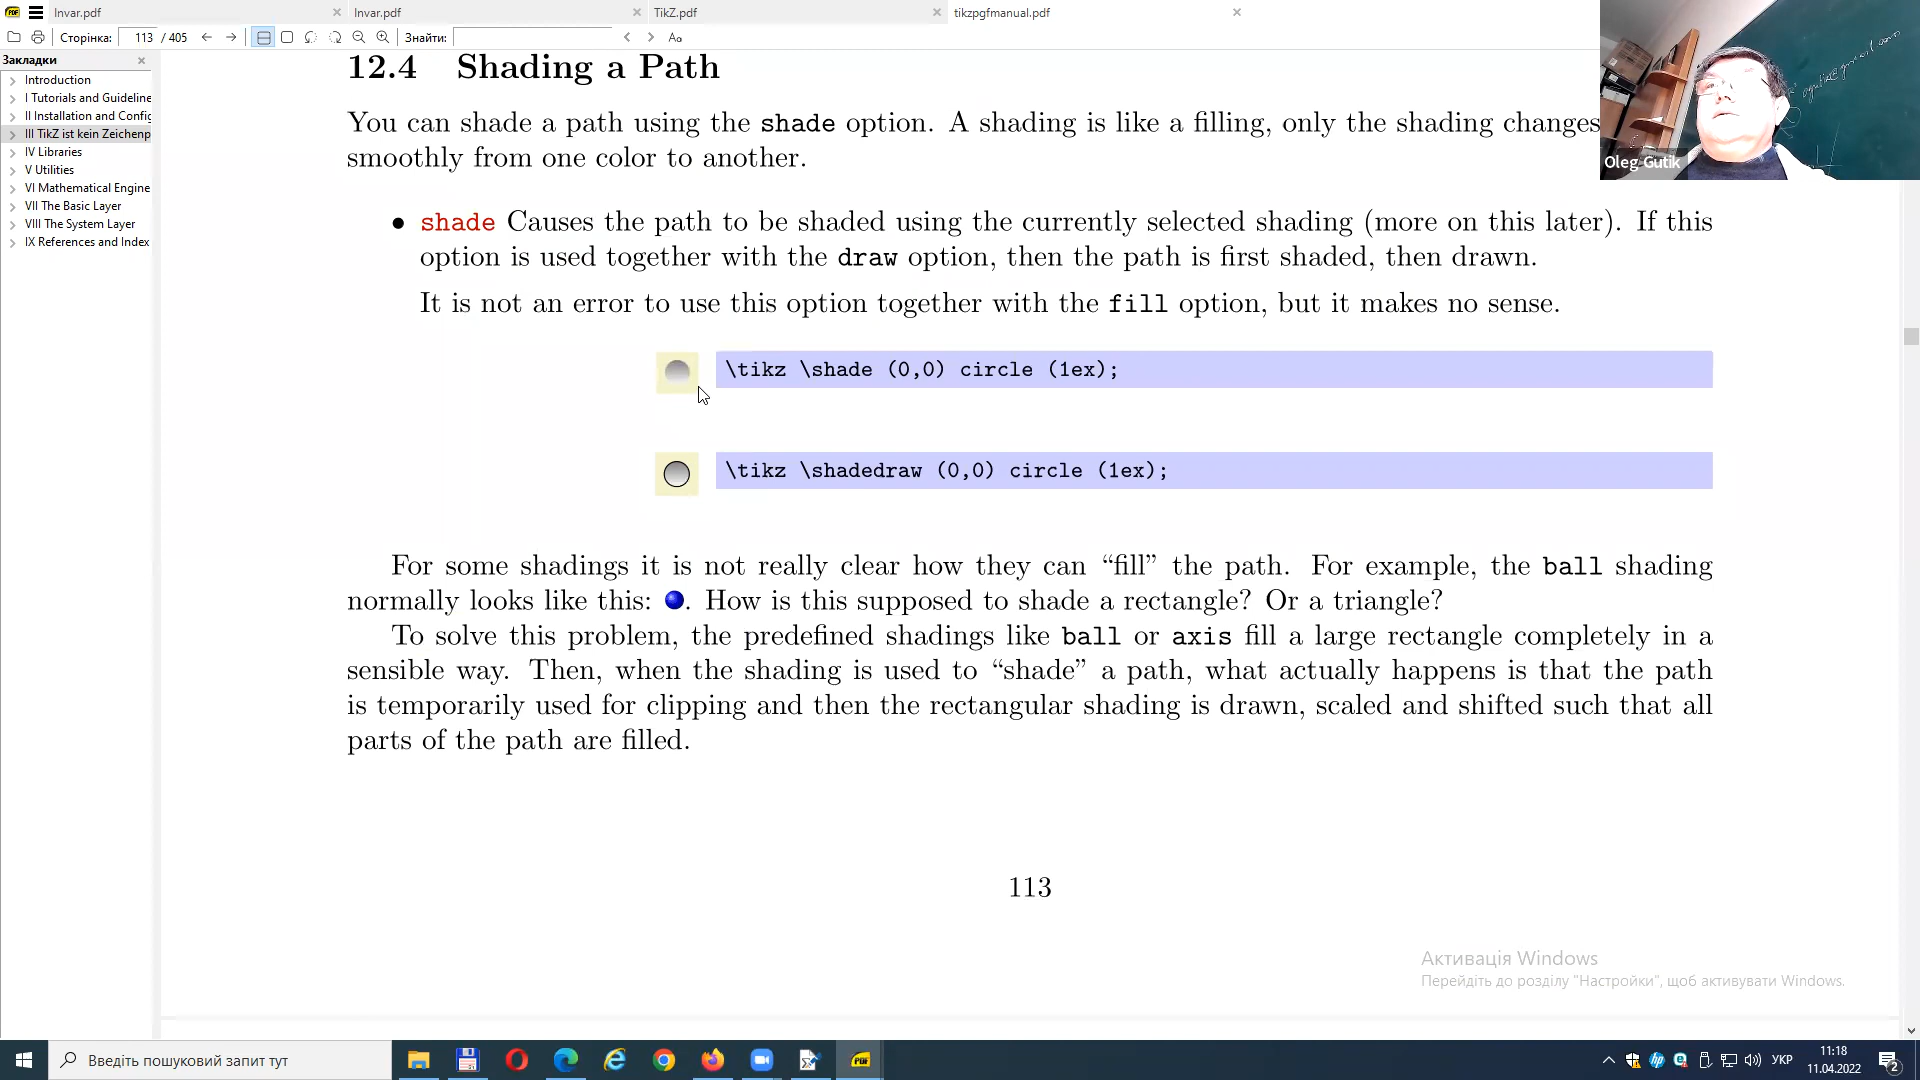 Invar.pdf
Invar.pdf
TikZ.pdf
tikzpgfmanual.pdf
Сторінка: 113 / 405
Знайти:
Закладки
Introduction
I Tutorials and Guideline
II Installation and Config
III TikZ ist kein Zeichenp
IV Libraries
V Utilities
VI Mathematical Engine
VII The Basic Layer
VIII The System Layer
IX References and Index
12.4 Shading a Path
You can shade a path using the shade option. A shading is like a filling, only the shading changes
smoothly from one color to another.
• shade Causes the path to be shaded using the currently selected shading (more on this later). If this
option is used together with the draw option, then the path is first shaded, then drawn.
It is not an error to use this option together with the fill option, but it makes no sense.
\tikz \shade (0,0) circle (1ex);
\tikz \shadedraw (0,0) circle (1ex);
For some shadings it is not really clear how they can “fill” the path. For example, the ball shading
normally looks like this: . How is this supposed to shade a rectangle? Or a triangle?
To solve this problem, the predefined shadings like ball or axis fill a large rectangle completely in a
sensible way. Then, when the shading is used to “shade” a path, what actually happens is that the path
is temporarily used for clipping and then the rectangular shading is drawn, scaled and shifted such that all
parts of the path are filled.
113
Oleg Gutik
Активація Windows
Перейдіть до розділу "Настройки", щоб активувати Windows.
Введіть пошуковий запит тут
PDF
УКР
11:18
11.04.2022
2